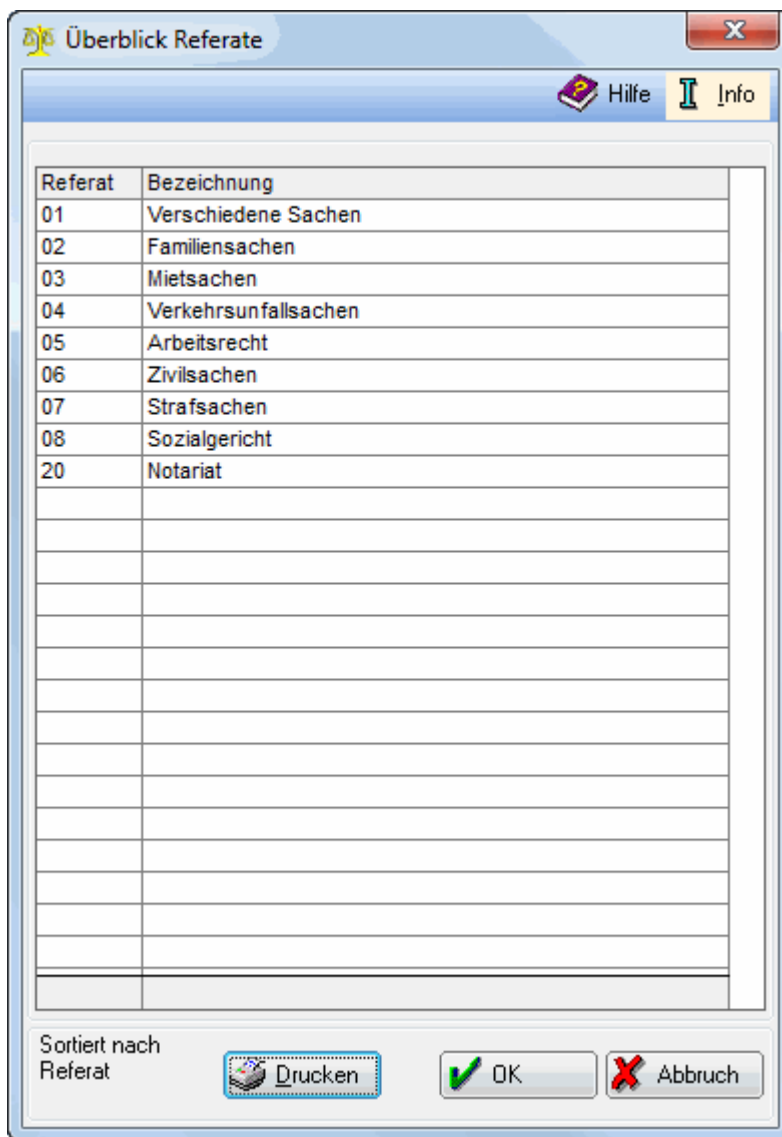 Überblick Referate
Hilfe Info
Referat Bezeichnung
01 Verschiedene Sachen
02 Familiensachen
03 Mietsachen
04 Verkehrsunfallsachen
05 Arbeitsrecht
06 Zivilsachen
07 Strafsachen
08 Sozialgericht
20 Notariat
Sortiert nach
Referat
Drucken OK Abbruch